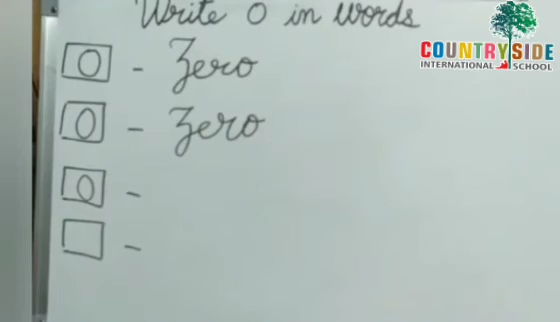 Write 0 in words
COUNTRYSIDE
INTERNATIONAL SCHOOL
0 - Zero
0 - Zero
0 -
-